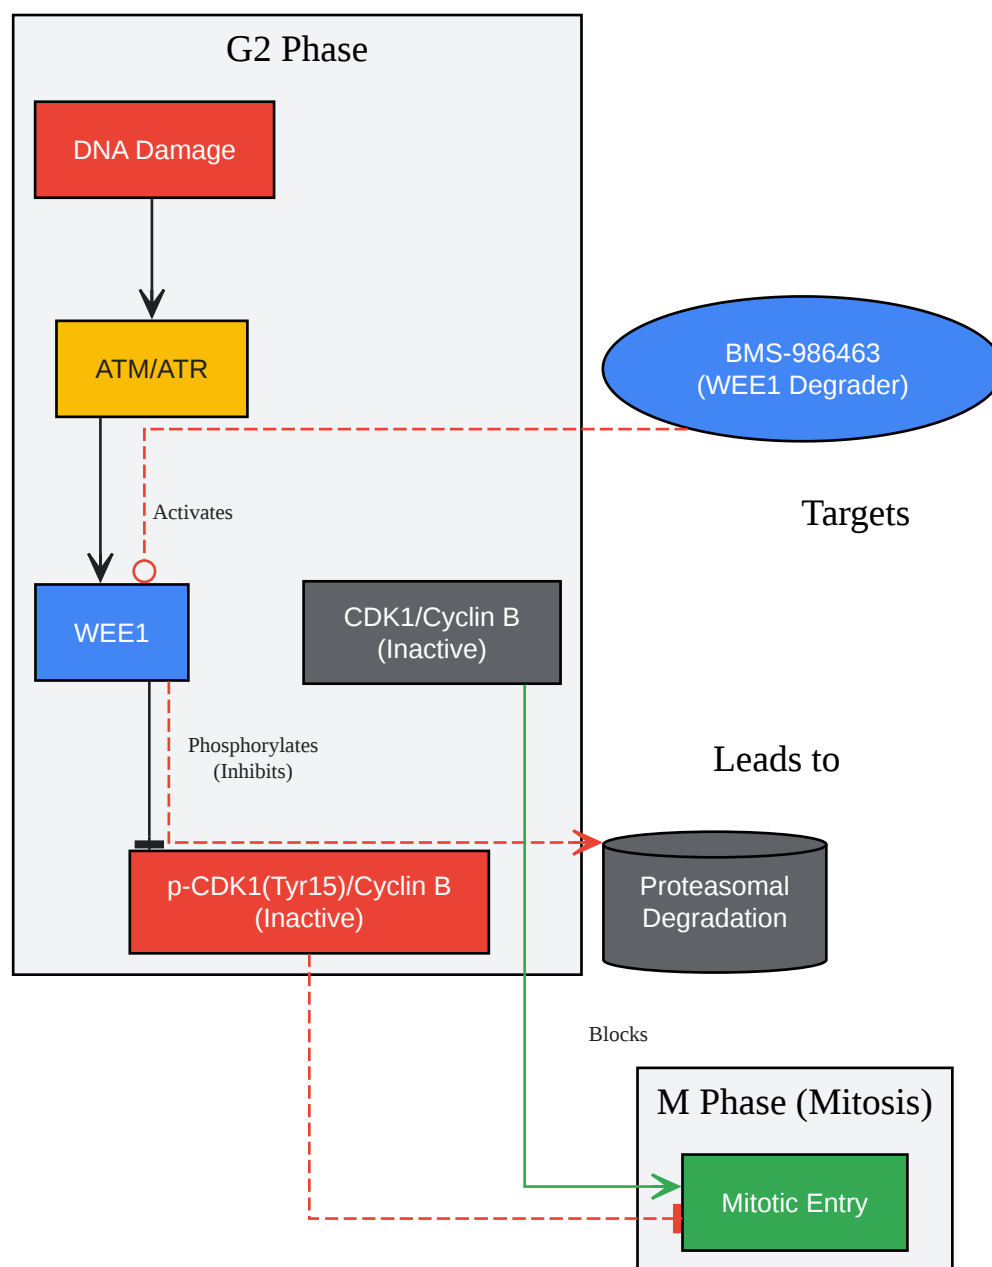 G2 Phase
DNA Damage
ATM/ATR
BMS-986463
(WEE1 Degrader)
Activates
Targets
WEE1
CDK1/Cyclin B
(Inactive)
Phosphorylates
(Inhibits)
Leads to
p-CDK1(Tyr15)/Cyclin B
(Inactive)
Proteasomal
Degradation
Blocks
M Phase (Mitosis)
Mitotic Entry